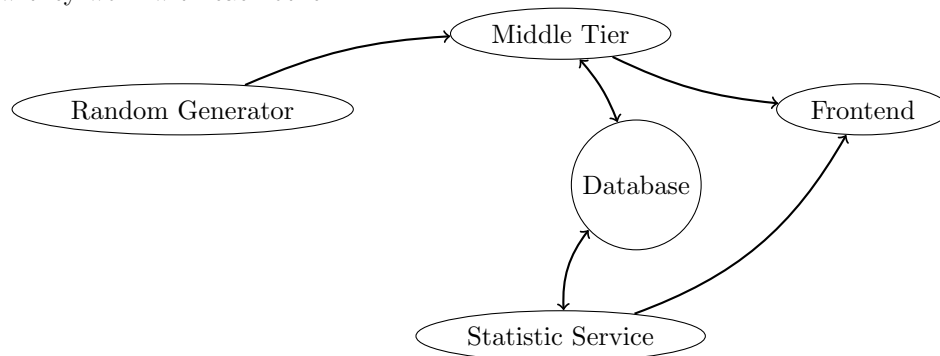 Middle Tier
Random Generator
Frontend
Database
Statistic Service